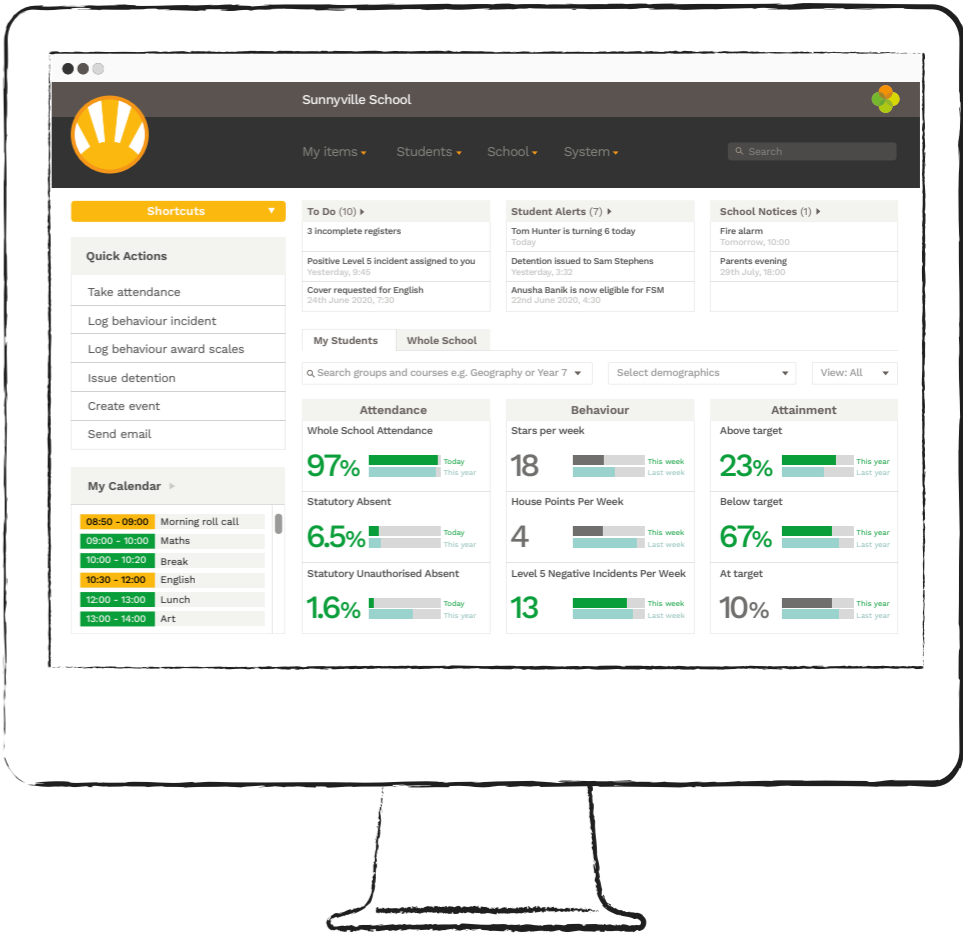 Sunnyville School
My items
Students
School
System
Search
Shortcuts
Quick Actions
Take attendance
Log behaviour incident
Log behaviour award scales
Issue detention
Create event
Send email
My Calendar
08:50 - 09:00 Morning roll call
09:00 - 10:00 Maths
10:00 - 10:20 Break
10:30 - 12:00 English
12:00 - 13:00 Lunch
13:00 - 14:00 Art
To Do (10)
3 incomplete registers
Positive Level 5 incident assigned to you
Yesterday, 9:45
Cover requested for English
24th June 2020, 7:30
Student Alerts (7)
Tom Hunter is turning 6 today
Today
Detention issued to Sam Stephens
Yesterday, 3:32
Anusha Banik is now eligible for FSM
22nd June 2020, 4:30
School Notices (1)
Fire alarm
Tomorrow, 10:00
Parents evening
29th July, 18:00
My Students
Whole School
Search groups and courses e.g. Geography or Year 7
Select demographics
View: All
Attendance
Whole School Attendance
97%
Today
This year
Statutory Absent
6.5%
Today
This year
Statutory Unauthorised Absent
1.6%
Today
This year
Behaviour
Stars per week
18
This week
Last week
House Points Per Week
4
This week
Last week
Level 5 Negative Incidents Per Week
13
This week
Last week
Attainment
Above target
23%
This year
Last year
Below target
67%
This year
Last year
At target
10%
This year
Last year